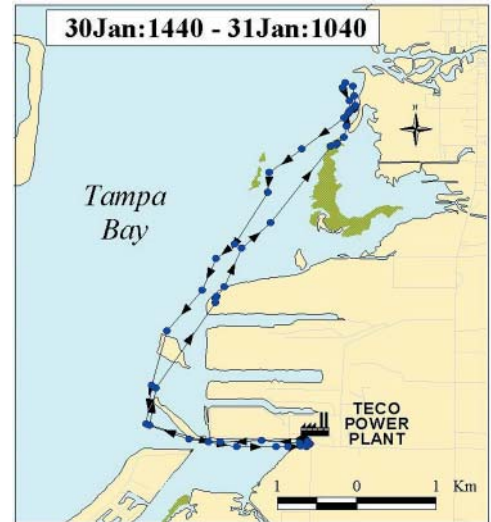 30Jan:1440 - 31Jan:1040
N
Tampa
Bay
TECO
POWER
PLANT
1 0 1 Km